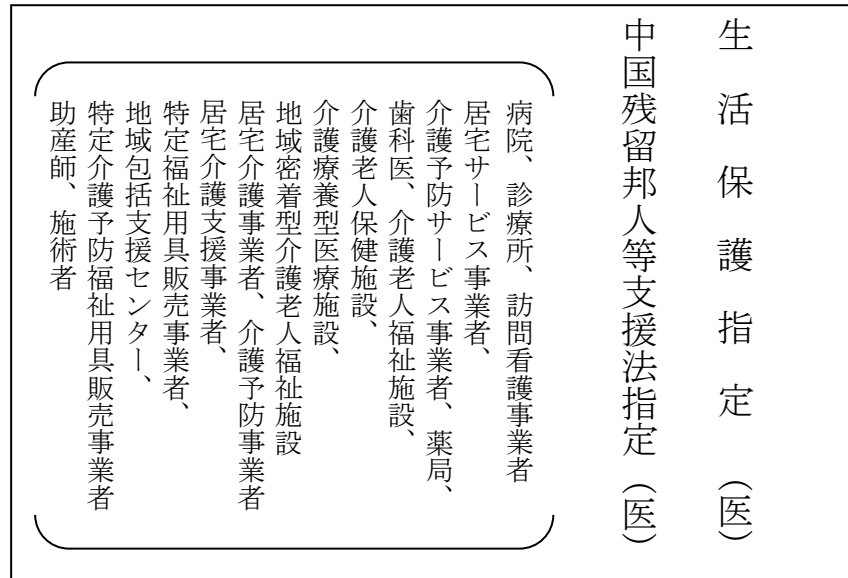 生活保護指定（医）
中国残留邦人等支援法指定（医）
病院、診療所、訪問看護事業者
居宅サービス事業者、
介護予防サービス事業者、薬局、
歯科医、介護老人福祉施設、
介護老人保健施設、
介護療養型医療施設、
地域密着型介護老人福祉施設
居宅介護事業者、介護予防事業者
居宅介護支援事業者、
特定福祉用具販売事業者、
地域包括支援センター、
特定介護予防福祉用具販売事業者
助産師、施術者